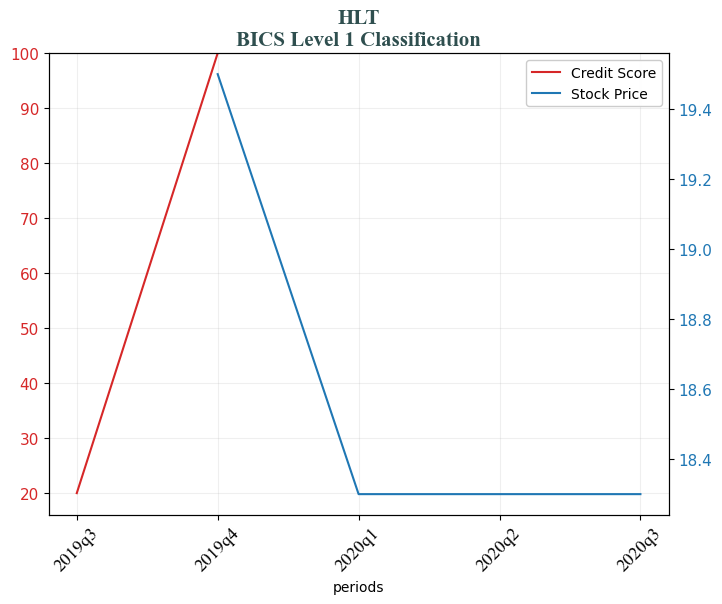 HLT
BICS Level 1 Classification
Credit Score
Stock Price
100
90
80
70
60
50
40
30
20
19.4
19.2
19.0
18.8
18.6
18.4
2019q3
2019q4
2020q1
2020q2
2020q3
periods